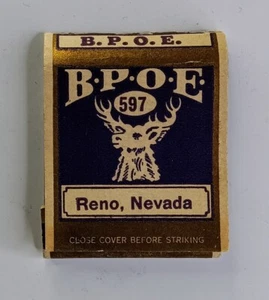 B.P.O.E.
B·P·O·E
597
Reno, Nevada
CLOSE COVER BEFORE STRIKING